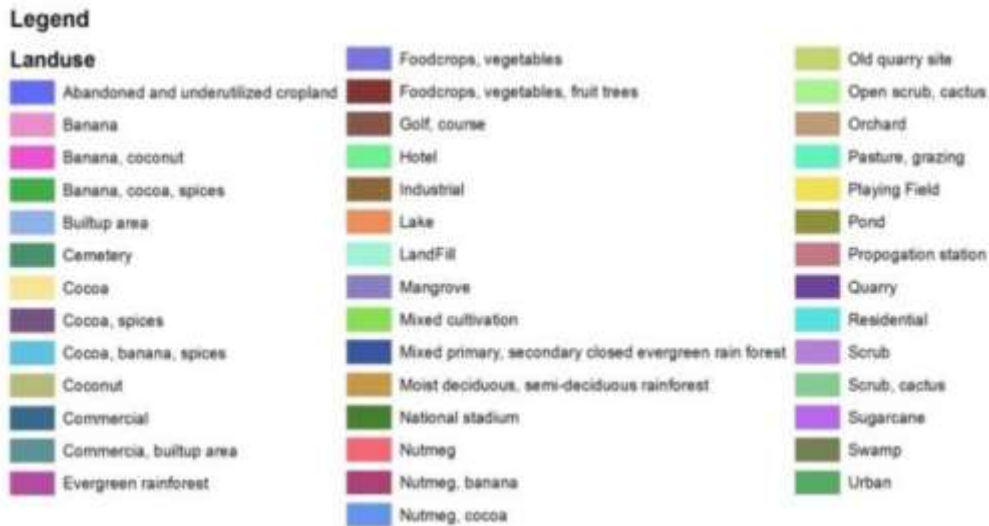 Legend
Landuse
Abandoned and underutilized cropland
Banana
Banana, coconut
Banana, cocoa, spices
Builtup area
Cemetery
Cocoa
Cocoa, spices
Cocoa, banana, spices
Coconut
Commercial
Commercia, builtup area
Evergreen rainforest
Foodcrops, vegetables
Foodcrops, vegetables, fruit trees
Golf, course
Hotel
Industrial
Lake
LandFill
Mangrove
Mixed cultivation
Mixed primary, secondary closed evergreen rain forest
Moist deciduous, semi-deciduous rainforest
National stadium
Nutmeg
Nutmeg, banana
Nutmeg, cocoa
Old quarry site
Open scrub, cactus
Orchard
Pasture, grazing
Playing Field
Pond
Propogation station
Quarry
Residential
Scrub
Scrub, cactus
Sugarcane
Swamp
Urban